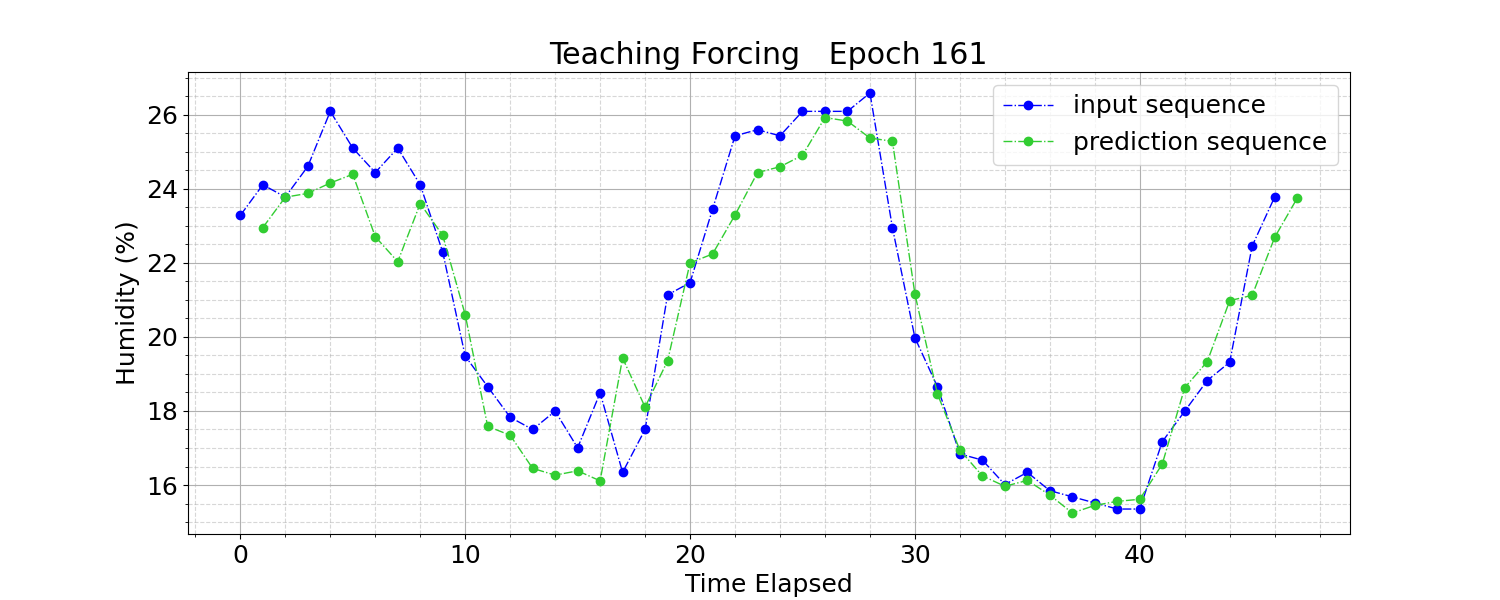 Teaching Forcing   Epoch 161
input sequence
prediction sequence
Humidity (%)
26
24
22
20
18
16
0 10 20 30 40
Time Elapsed